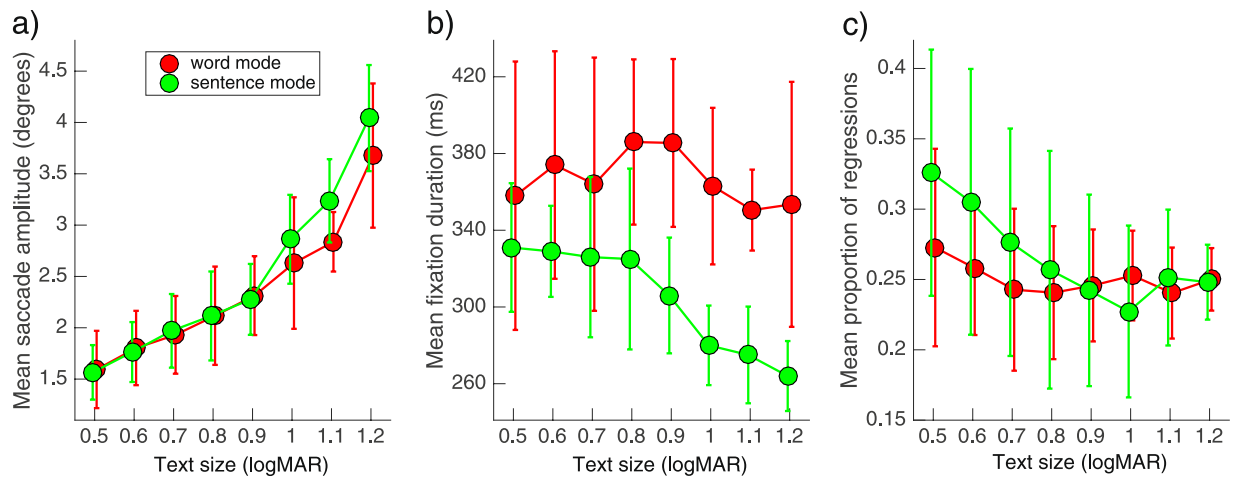 a)
Mean saccade amplitude (degrees)
4.5
4
3.5
3
2.5
2
1.5
word mode
sentence mode
0.5 0.6 0.7 0.8 0.9 1 1.1 1.2
Text size (logMAR)
b)
Mean fixation duration (ms)
420
380
340
300
260
0.5 0.6 0.7 0.8 0.9 1 1.1 1.2
Text size (logMAR)
c)
Mean proportion of regressions
0.4
0.35
0.3
0.25
0.2
0.15
0.5 0.6 0.7 0.8 0.9 1 1.1 1.2
Text size (logMAR)